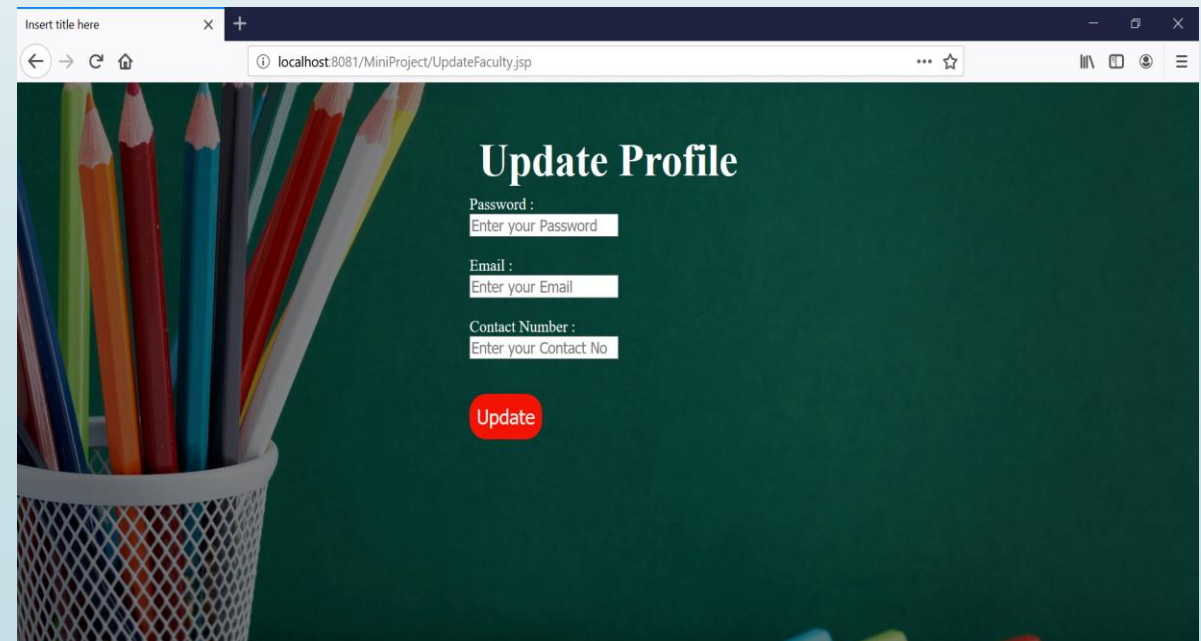 Insert title here
localhost:8081/MiniProject/UpdateFaculty.jsp
Update Profile
Password :
Enter your Password
Email :
Enter your Email
Contact Number :
Enter your Contact No
Update